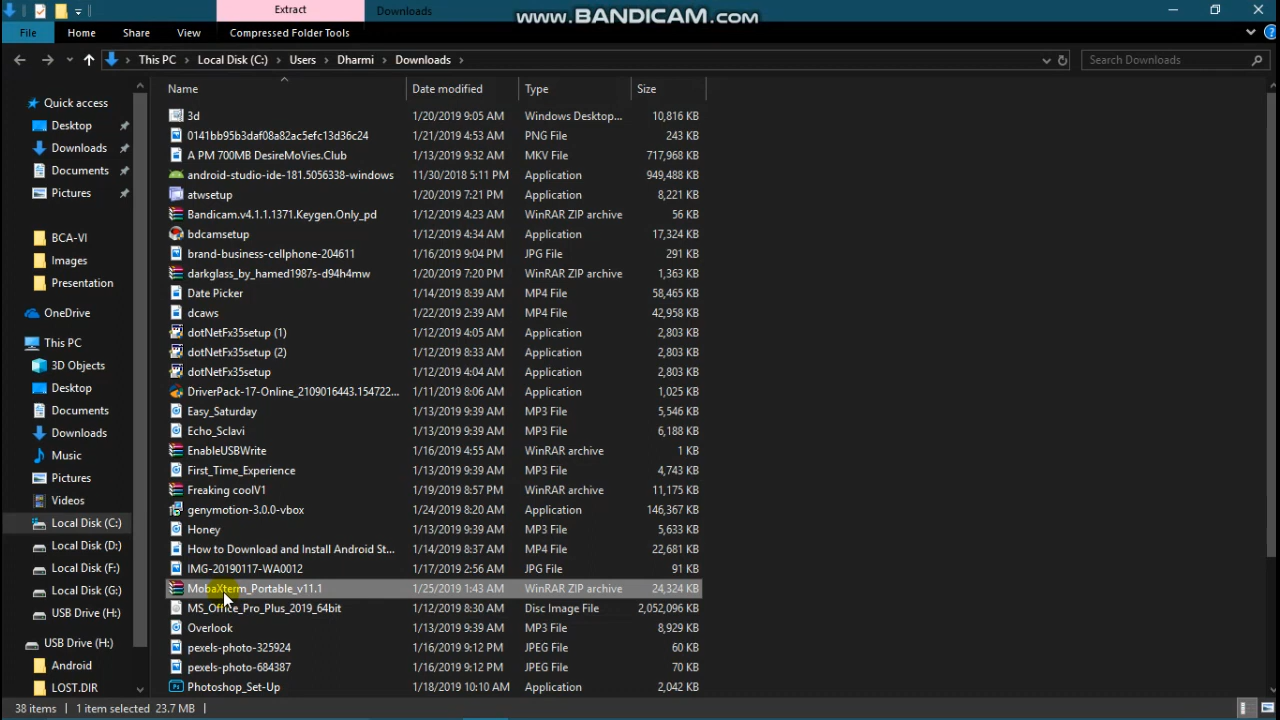 Extract
Downloads
www.BANDICAM.com
File
Home
Share
View
Compressed Folder Tools
This PC
Local Disk (C:)
Users
Dharmi
Downloads
Search Downloads
Name
Date modified
Type
Size
Quick access
Desktop
Downloads
Documents
Pictures
BCA-VI
Images
Presentation
OneDrive
This PC
3D Objects
Desktop
Documents
Downloads
Music
Pictures
Videos
Local Disk (C:)
Local Disk (D:)
Local Disk (F:)
Local Disk (G:)
USB Drive (H:)
USB Drive (H:)
Android
LOST.DIR
3d 1/20/2019 9:05 AM Windows Desktop... 10,816 KB
0141bb95b3daf08a82ac5efc13d36c24 1/21/2019 4:53 AM PNG File 243 KB
A PM 700MB DesireMoVies.Club 1/13/2019 9:32 AM MKV File 717,968 KB
android-studio-ide-181.5056338-windows 11/30/2018 5:11 PM Application 949,488 KB
atwsetup 1/20/2019 7:21 PM Application 8,221 KB
Bandicam.v4.1.1.1371.Keygen.Only_pd 1/12/2019 4:23 AM WinRAR ZIP archive 56 KB
bdcamsetup 1/12/2019 4:34 AM Application 17,324 KB
brand-business-cellphone-204611 1/16/2019 9:04 PM JPG File 291 KB
darkglass_by_hamed1987s-d94h4mw 1/20/2019 7:20 PM WinRAR ZIP archive 1,363 KB
Date Picker 1/14/2019 8:39 AM MP4 File 58,465 KB
dcaws 1/22/2019 2:39 AM MP4 File 42,958 KB
dotNetFx35setup (1) 1/12/2019 4:05 AM Application 2,803 KB
dotNetFx35setup (2) 1/12/2019 8:33 AM Application 2,803 KB
dotNetFx35setup 1/12/2019 4:04 AM Application 2,803 KB
DriverPack-17-Online_2109016443.154722... 1/11/2019 8:06 AM Application 1,025 KB
Easy_Saturday 1/13/2019 9:39 AM MP3 File 5,546 KB
Echo_Sclavi 1/13/2019 9:39 AM MP3 File 6,188 KB
EnableUSBWrite 1/16/2019 4:55 AM WinRAR archive 1 KB
First_Time_Experience 1/13/2019 9:39 AM MP3 File 4,743 KB
Freaking coolV1 1/19/2019 8:57 PM WinRAR archive 11,175 KB
genymotion-3.0.0-vbox 1/24/2019 8:20 AM Application 146,367 KB
Honey 1/13/2019 9:39 AM MP3 File 5,633 KB
How to Download and Install Android St... 1/14/2019 8:37 AM MP4 File 22,681 KB
IMG-20190117-WA0012 1/17/2019 2:56 AM JPG File 61 KB
MobaXterm_Portable_v11.1 1/25/2019 1:43 AM WinRAR ZIP archive 24,324 KB
MS_Office_Pro_Plus_2019_64bit 1/12/2019 8:30 AM Disc Image File 2,052,096 KB
Overlook 1/13/2019 9:39 AM MP3 File 8,929 KB
pexels-photo-325924 1/16/2019 9:12 PM JPEG File 60 KB
pexels-photo-684387 1/16/2019 9:12 PM JPEG File 70 KB
Photoshop_Set-Up 1/18/2019 10:10 AM Application 2,042 KB
38 items
1 item selected 23.7 MB